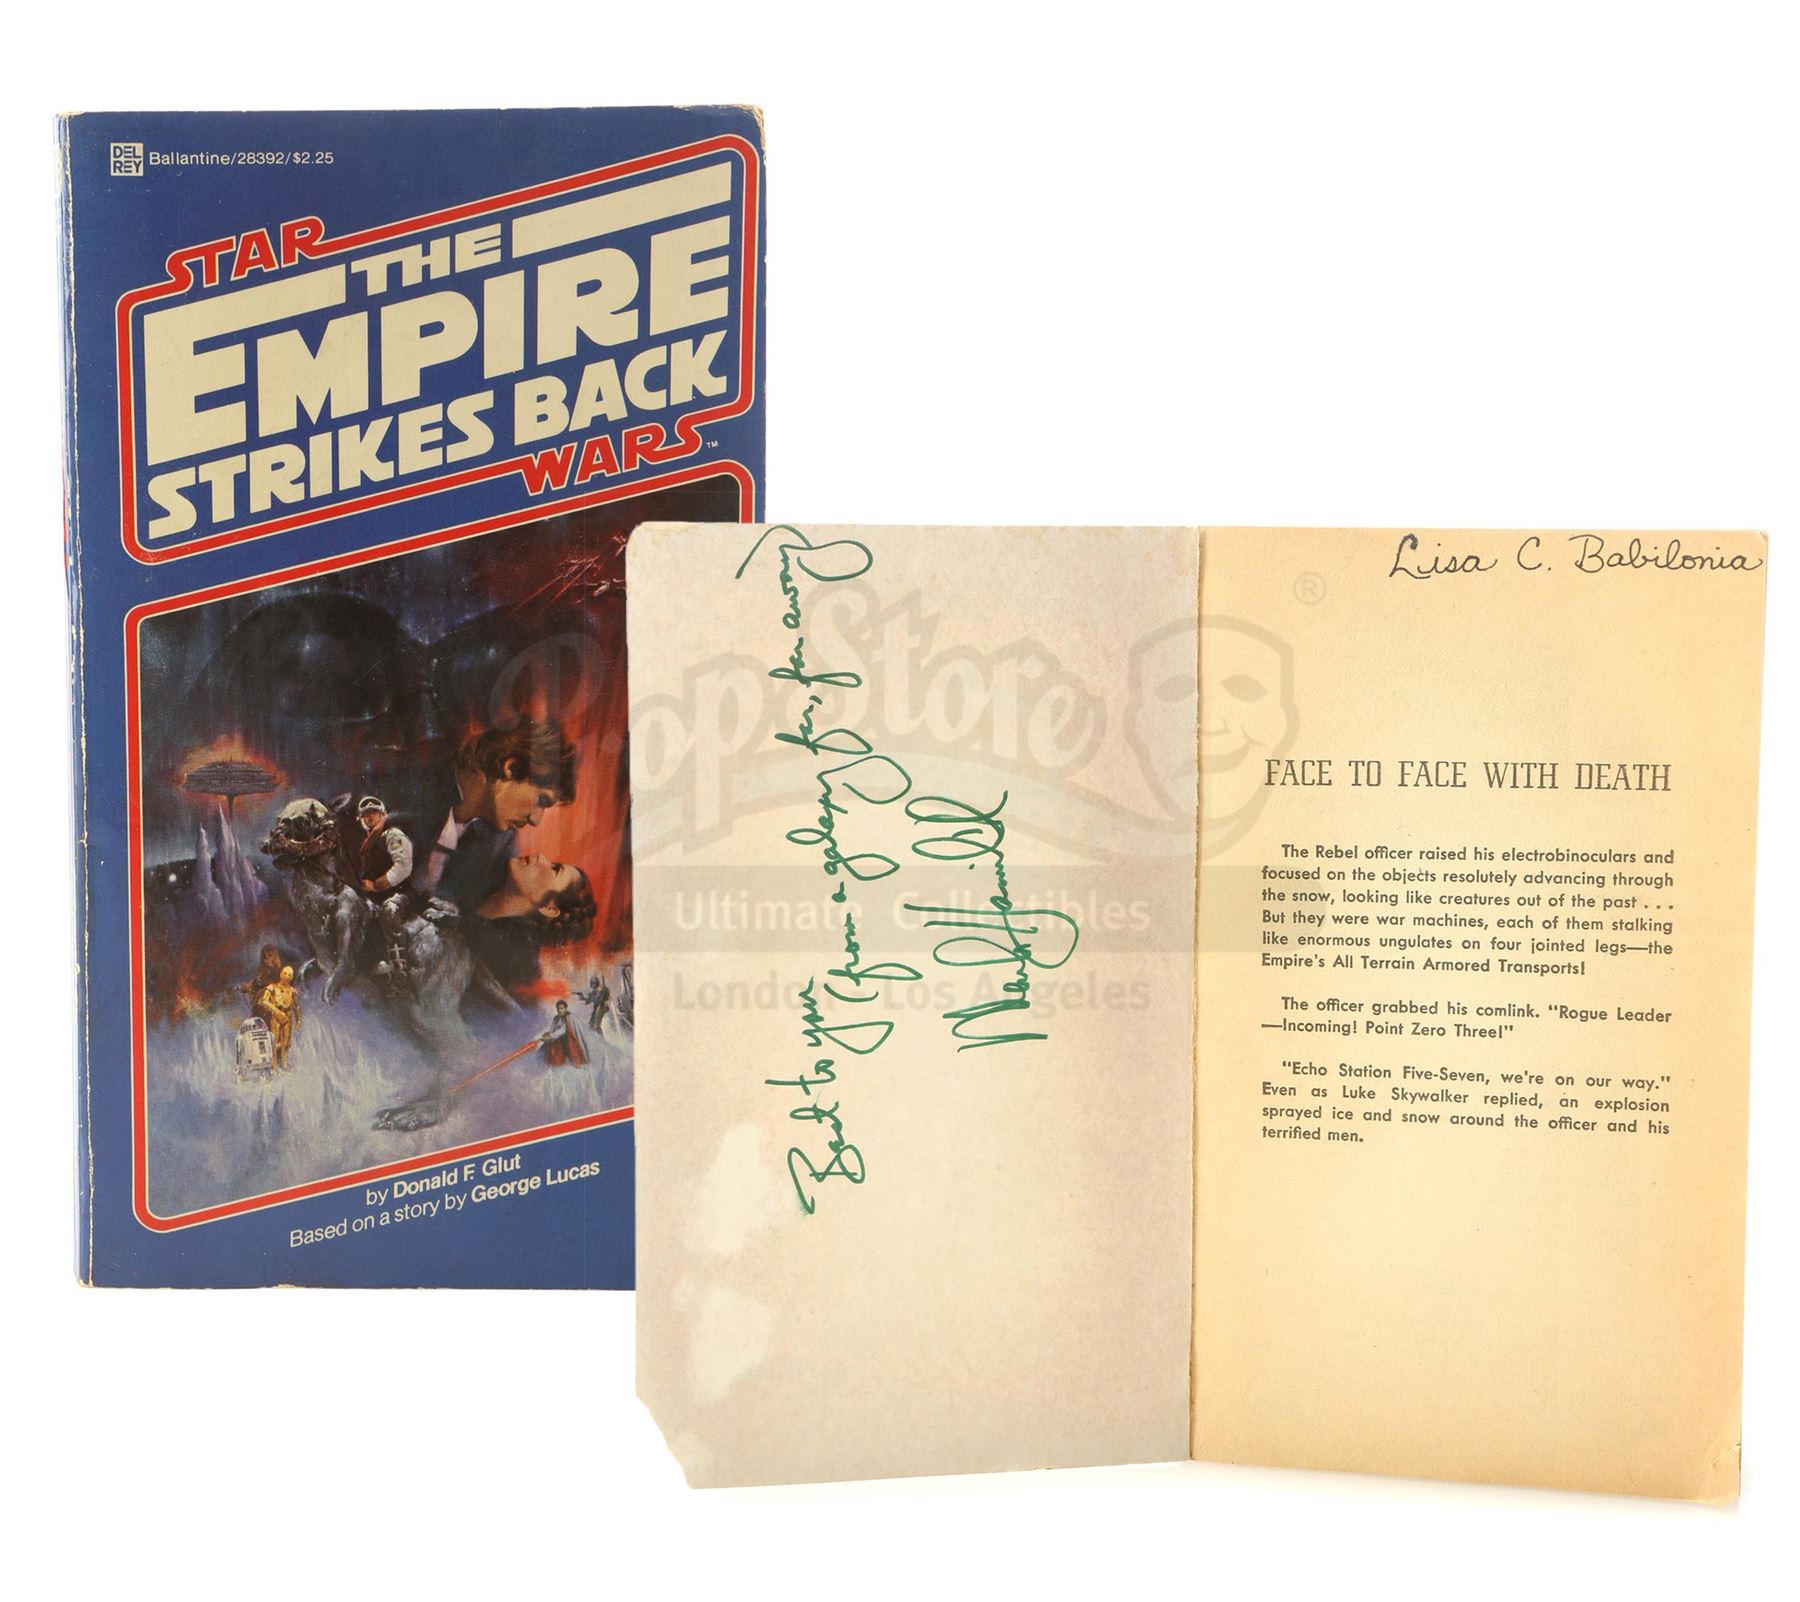 DEL
REY
Ballantine/28392/$2.25
STAR
THE
EMPIRE
STRIKES BACK
WARS™
by Donald F. Glut
Based on a story by George Lucas
Best to you
(from a galaxy far, far away)
Mark Hamill
Lisa C. Babilonia
FACE TO FACE WITH DEATH
The Rebel officer raised his electrobinoculars and
focused on the objects resolutely advancing through
the snow, looking like creatures out of the past . . .
But they were war machines, each of them stalking
like enormous ungulates on four jointed legs—the
Empire's All Terrain Armored Transports!
The officer grabbed his comlink. "Rogue Leader
—Incoming! Point Zero Three!"
"Echo Station Five-Seven, we're on our way."
Even as Luke Skywalker replied, an explosion
sprayed ice and snow around the officer and his
terrified men.
PropStore®
Ultimate Collectibles
London - Los Angeles